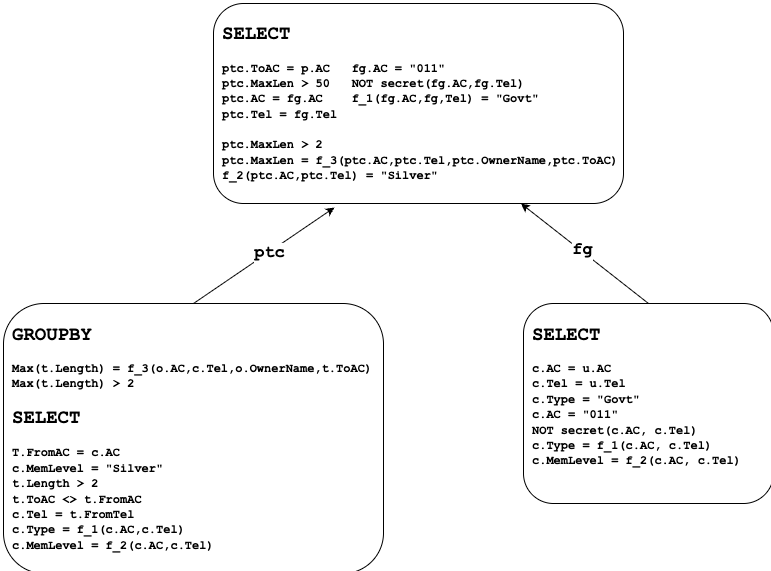 SELECT
ptc.ToAC = p.AC   fg.AC = "011"
ptc.MaxLen > 50   NOT secret(fg.AC,fg.Tel)
ptc.AC = fg.AC    f_1(fg.AC,fg,Tel) = "Govt"
ptc.Tel = fg.Tel
ptc.MaxLen > 2
ptc.MaxLen = f_3(ptc.AC,ptc.Tel,ptc.OwnerName,ptc.ToAC)
f_2(ptc.AC,ptc.Tel) = "Silver"
ptc
fg
GROUPBY
Max(t.Length) = f_3(o.AC,c.Tel,o.OwnerName,t.ToAC)
Max(t.Length) > 2
SELECT
T.FromAC = c.AC
c.MemLevel = "Silver"
t.Length > 2
t.ToAC <> t.FromAC
c.Tel = t.FromTel
c.Type = f_1(c.AC,c.Tel)
c.MemLevel = f_2(c.AC,c.Tel)
SELECT
c.AC = u.AC
c.Tel = u.Tel
c.Type = "Govt"
c.AC = "011"
NOT secret(c.AC, c.Tel)
c.Type = f_1(c.AC, c.Tel)
c.MemLevel = f_2(c.AC, c.Tel)